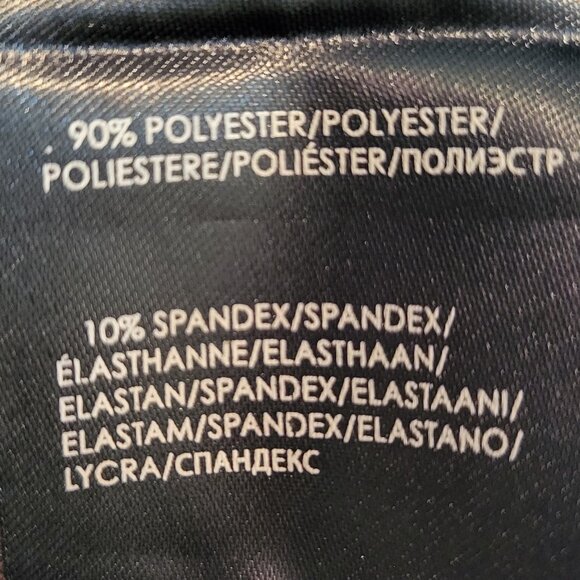 90% POLYESTER/POLYESTER/
POLIESTERE/POLIÉSTER/ПОЛИЭСТР
10% SPANDEX/SPANDEX/
ÉLASTHANNE/ELASTHAAN/
ELASTAN/SPANDEX/ELASTAANI/
ELASTAM/SPANDEX/ELASTANO/
LYCRA/СПАНДЕКС